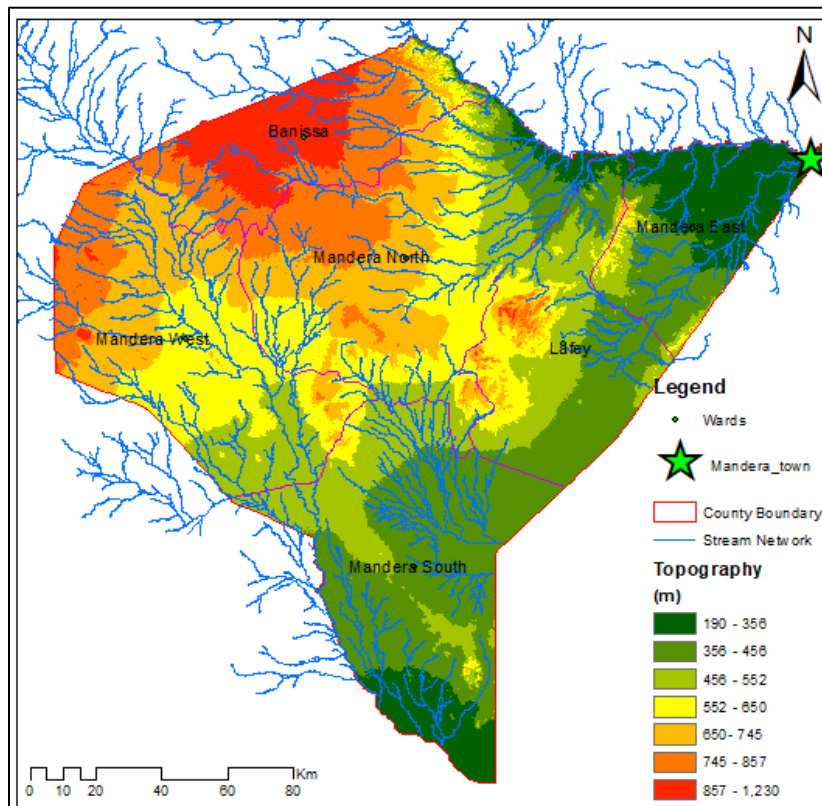 N
Banissa
Mandera East
Mandera North
Mandera West
Lafey
Legend
Wards
Mandera_town
County Boundary
Stream Network
Mandera South
Topography
(m)
190 - 356
356 - 456
456 - 552
552 - 650
650- 745
745 - 857
857 - 1,230
Km
0 5 10 20 40 60 80